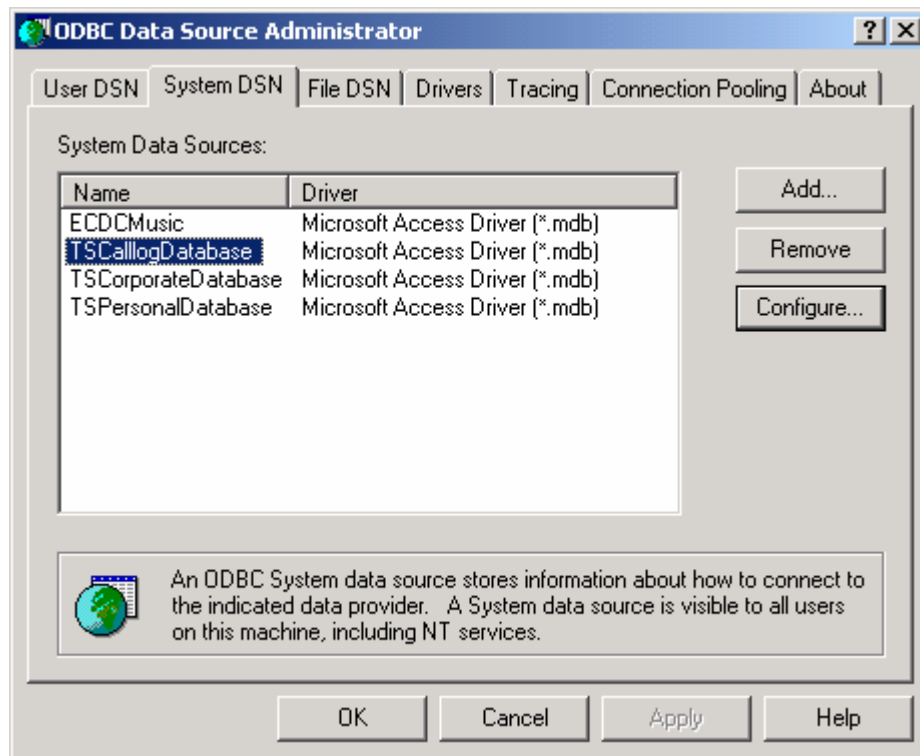 ODBC Data Source Administrator
User DSN System DSN File DSN Drivers Tracing Connection Pooling About
System Data Sources:
Name Driver
ECDCMusic Microsoft Access Driver (*.mdb)
TSCalllogDatabase Microsoft Access Driver (*.mdb)
TSCorporateDatabase Microsoft Access Driver (*.mdb)
TSPersonalDatabase Microsoft Access Driver (*.mdb)
Add...
Remove
Configure...
An ODBC System data source stores information about how to connect to
the indicated data provider. A System data source is visible to all users
on this machine, including NT services.
OK Cancel Apply Help